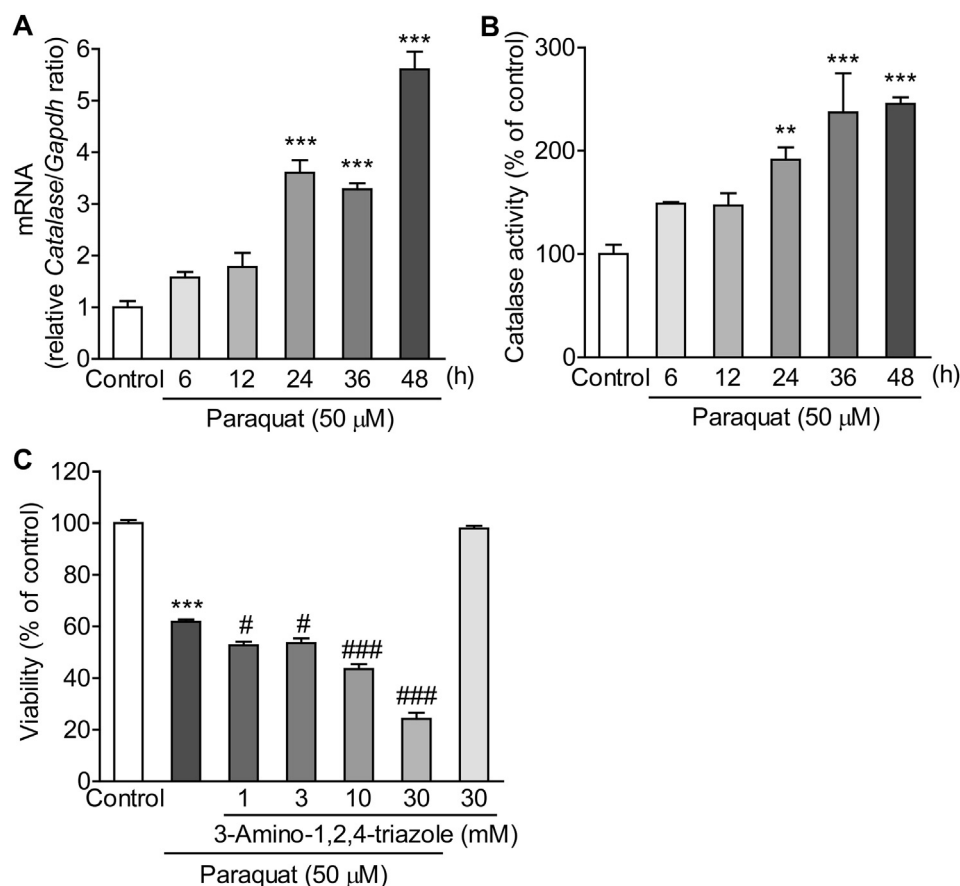 A
mRNA
(relative Catalase/Gapdh ratio)
6
5
4
3
2
1
0
***
***
***
Control 6 12 24 36 48 (h)
Paraquat (50 μM)
B
Catalase activity (% of control)
300
200
100
0
**
***
***
Control 6 12 24 36 48 (h)
Paraquat (50 μM)
C
Viability (% of control)
120
100
80
60
40
20
0
***
#
#
###
###
Control 1 3 10 30 30
3-Amino-1,2,4-triazole (mM)
Paraquat (50 μM)